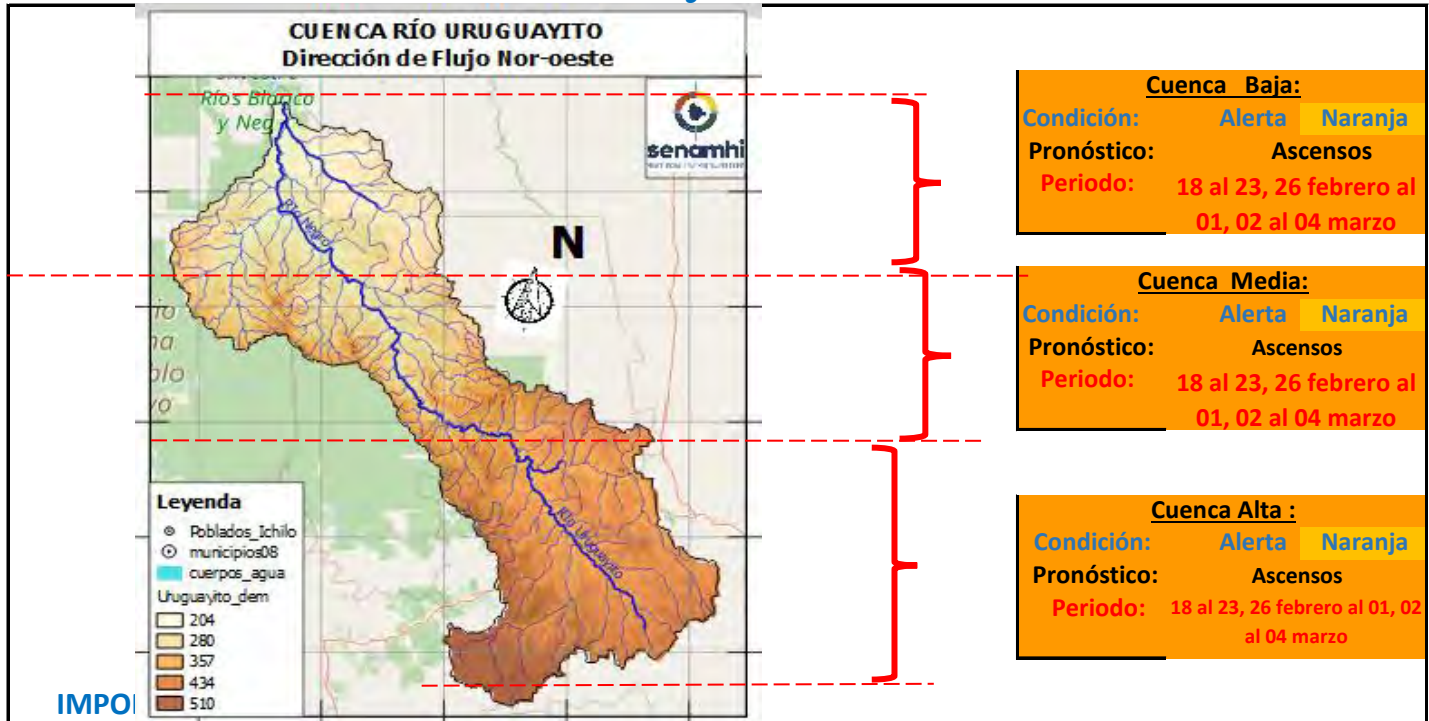 CUENCA RÍO URUGUAYITO
Dirección de Flujo Nor-oeste
Ríos Blanco
y Neg
senamhi
Río Negro
N
Río Uruguayito
Leyenda
Poblados_Ichilo
municipios08
cuerpos_agua
Uruguayito_dem
204
280
357
434
510
IMPO
Cuenca Baja:
Condición: Alerta Naranja
Pronóstico: Ascensos
Periodo: 18 al 23, 26 febrero al
01, 02 al 04 marzo
Cuenca Media:
Condición: Alerta Naranja
Pronóstico: Ascensos
Periodo: 18 al 23, 26 febrero al
01, 02 al 04 marzo
Cuenca Alta :
Condición: Alerta Naranja
Pronóstico: Ascensos
Periodo: 18 al 23, 26 febrero al 01, 02
al 04 marzo